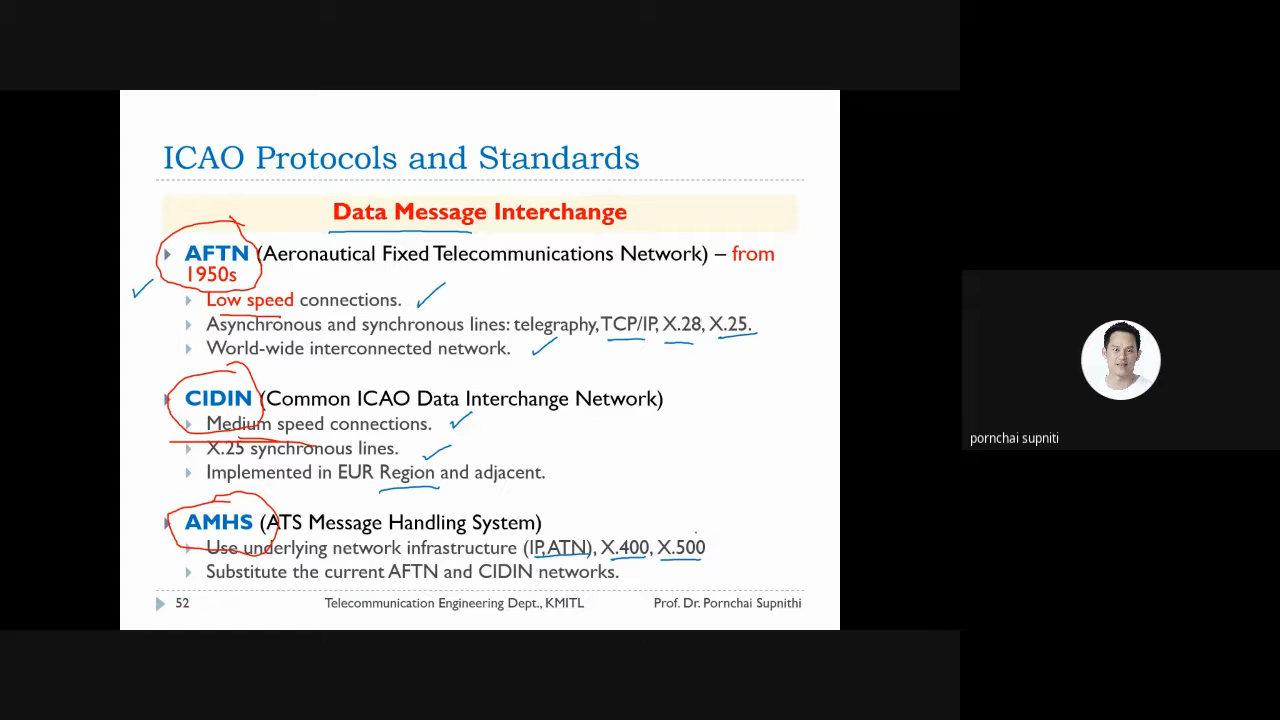 ICAO Protocols and Standards
Data Message Interchange
AFTN (Aeronautical Fixed Telecommunications Network) – from
1950s
Low speed connections.
Asynchronous and synchronous lines: telegraphy, TCP/IP, X.28, X.25.
World-wide interconnected network.
CIDIN (Common ICAO Data Interchange Network)
Medium speed connections.
X.25 synchronous lines.
Implemented in EUR Region and adjacent.
AMHS (ATS Message Handling System)
Use underlying network infrastructure (IP, ATN), X.400, X.500
Substitute the current AFTN and CIDIN networks.
52 Telecommunication Engineering Dept., KMITL Prof. Dr. Pornchai Supnithi
pornchai supniti